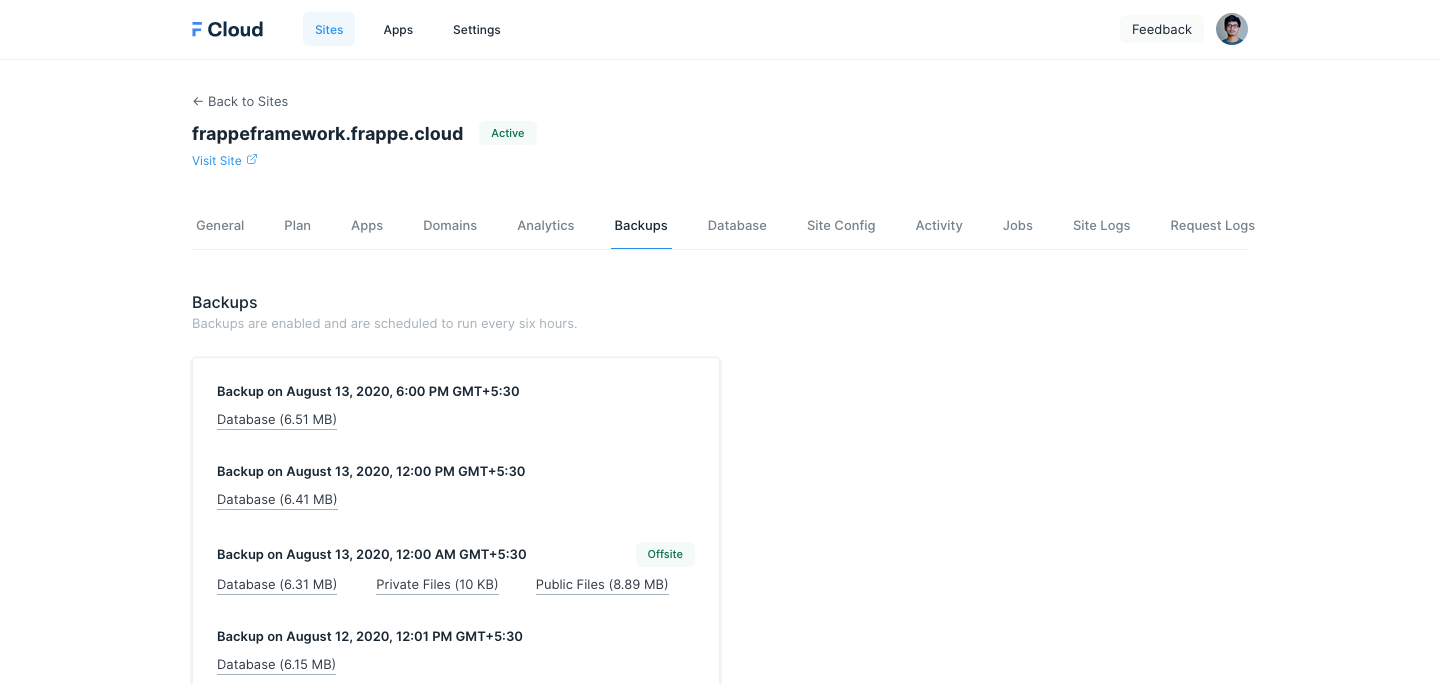 Cloud Sites Apps Settings Feedback
← Back to Sites
frappeframework.frappe.cloud Active
Visit Site
General Plan Apps Domains Analytics Backups Database Site Config Activity Jobs Site Logs Request Logs
Backups
Backups are enabled and are scheduled to run every six hours.
Backup on August 13, 2020, 6:00 PM GMT+5:30
Database (6.51 MB)
Backup on August 13, 2020, 12:00 PM GMT+5:30
Database (6.41 MB)
Backup on August 13, 2020, 12:00 AM GMT+5:30 Offsite
Database (6.31 MB) Private Files (10 KB) Public Files (8.89 MB)
Backup on August 12, 2020, 12:01 PM GMT+5:30
Database (6.15 MB)